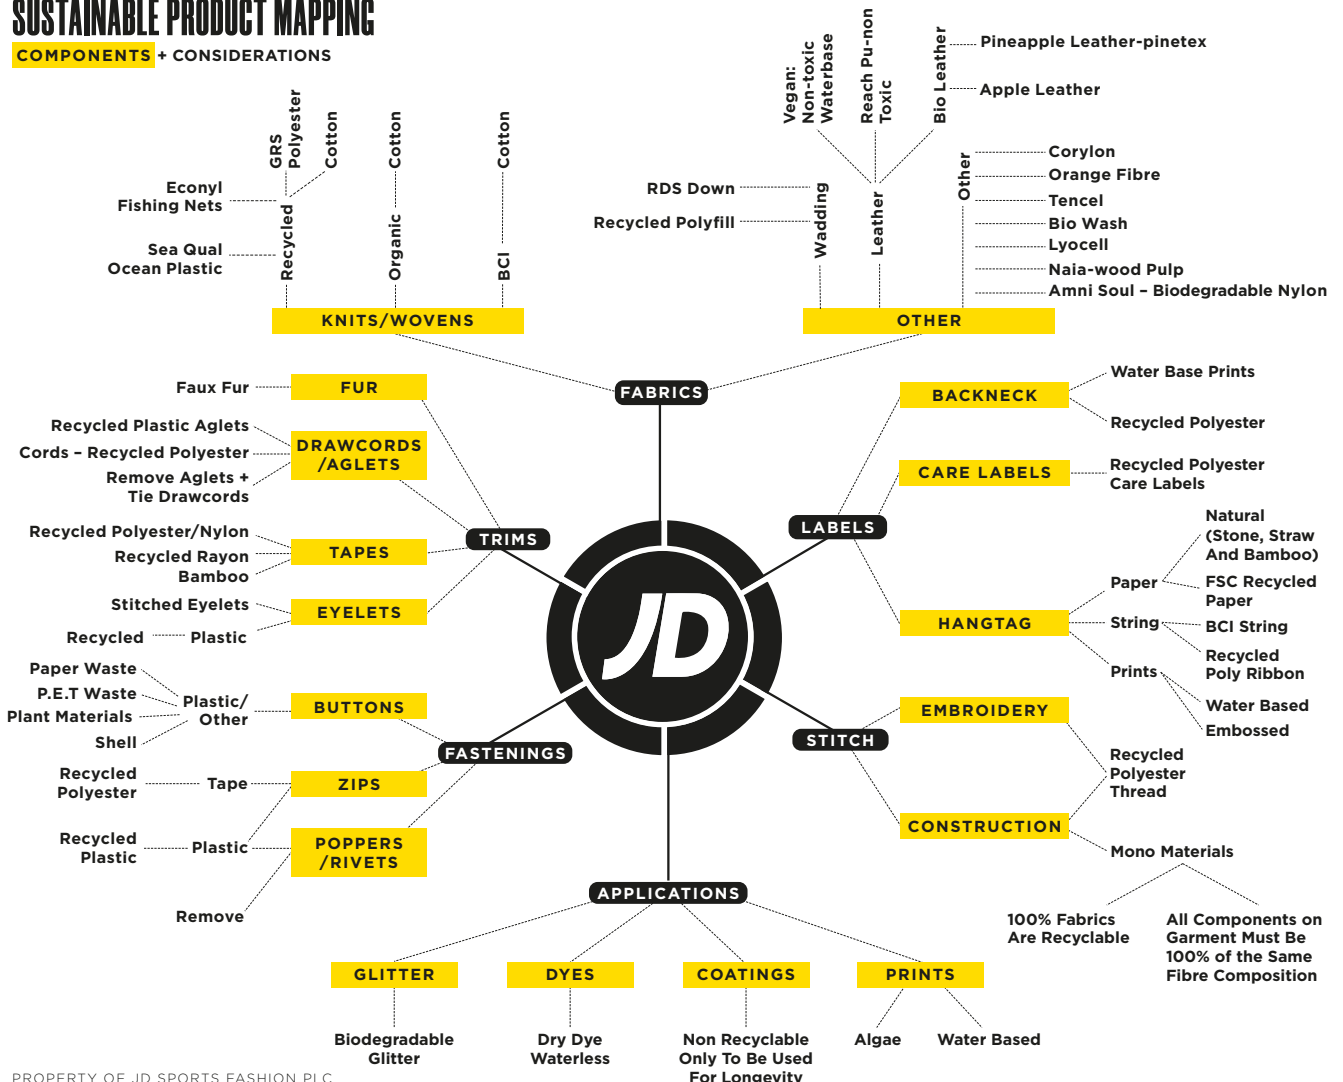 SUSTAINABLE PRODUCT MAPPING
COMPONENTS + CONSIDERATIONS
GRS
Polyester
Cotton
Cotton
Cotton
Econyl
Fishing Nets
Sea Qual
Ocean Plastic
Recycled
Organic
BCI
KNITS/WOVENS
Vegan:
Non-toxic
Waterbase
Reach Pu-non
Toxic
Bio Leather
Pineapple Leather-pinetex
Apple Leather
RDS Down
Recycled Polyfill
Wadding
Leather
Other
Corylon
Orange Fibre
Tencel
Bio Wash
Lyocell
Naia-wood Pulp
Amni Soul – Biodegradable Nylon
OTHER
FABRICS
Faux Fur
FUR
Recycled Plastic Aglets
Cords – Recycled Polyester
Remove Aglets +
Tie Drawcords
DRAWCORDS
/AGLETS
Recycled Polyester/Nylon
Recycled Rayon
Bamboo
TAPES
Stitched Eyelets
Recycled
Plastic
EYELETS
TRIMS
BACKNECK
Water Base Prints
Recycled Polyester
CARE LABELS
Recycled Polyester
Care Labels
LABELS
HANGTAG
Paper
Natural
(Stone, Straw
And Bamboo)
FSC Recycled
Paper
String
BCI String
Recycled
Poly Ribbon
Prints
Water Based
Embossed
JD
Paper Waste
P.E.T Waste
Plant Materials
Shell
Plastic/
Other
BUTTONS
FASTENINGS
Recycled
Polyester
Tape
ZIPS
Recycled
Plastic
Plastic
POPPERS
/RIVETS
Remove
STITCH
EMBROIDERY
Recycled
Polyester
Thread
CONSTRUCTION
Mono Materials
100% Fabrics
Are Recyclable
All Components on
Garment Must Be
100% of the Same
Fibre Composition
APPLICATIONS
GLITTER
DYES
COATINGS
PRINTS
Biodegradable
Glitter
Dry Dye
Waterless
Non Recyclable
Only To Be Used
For Longevity
Algae
Water Based
PROPERTY OF JD SPORTS FASHION PLC